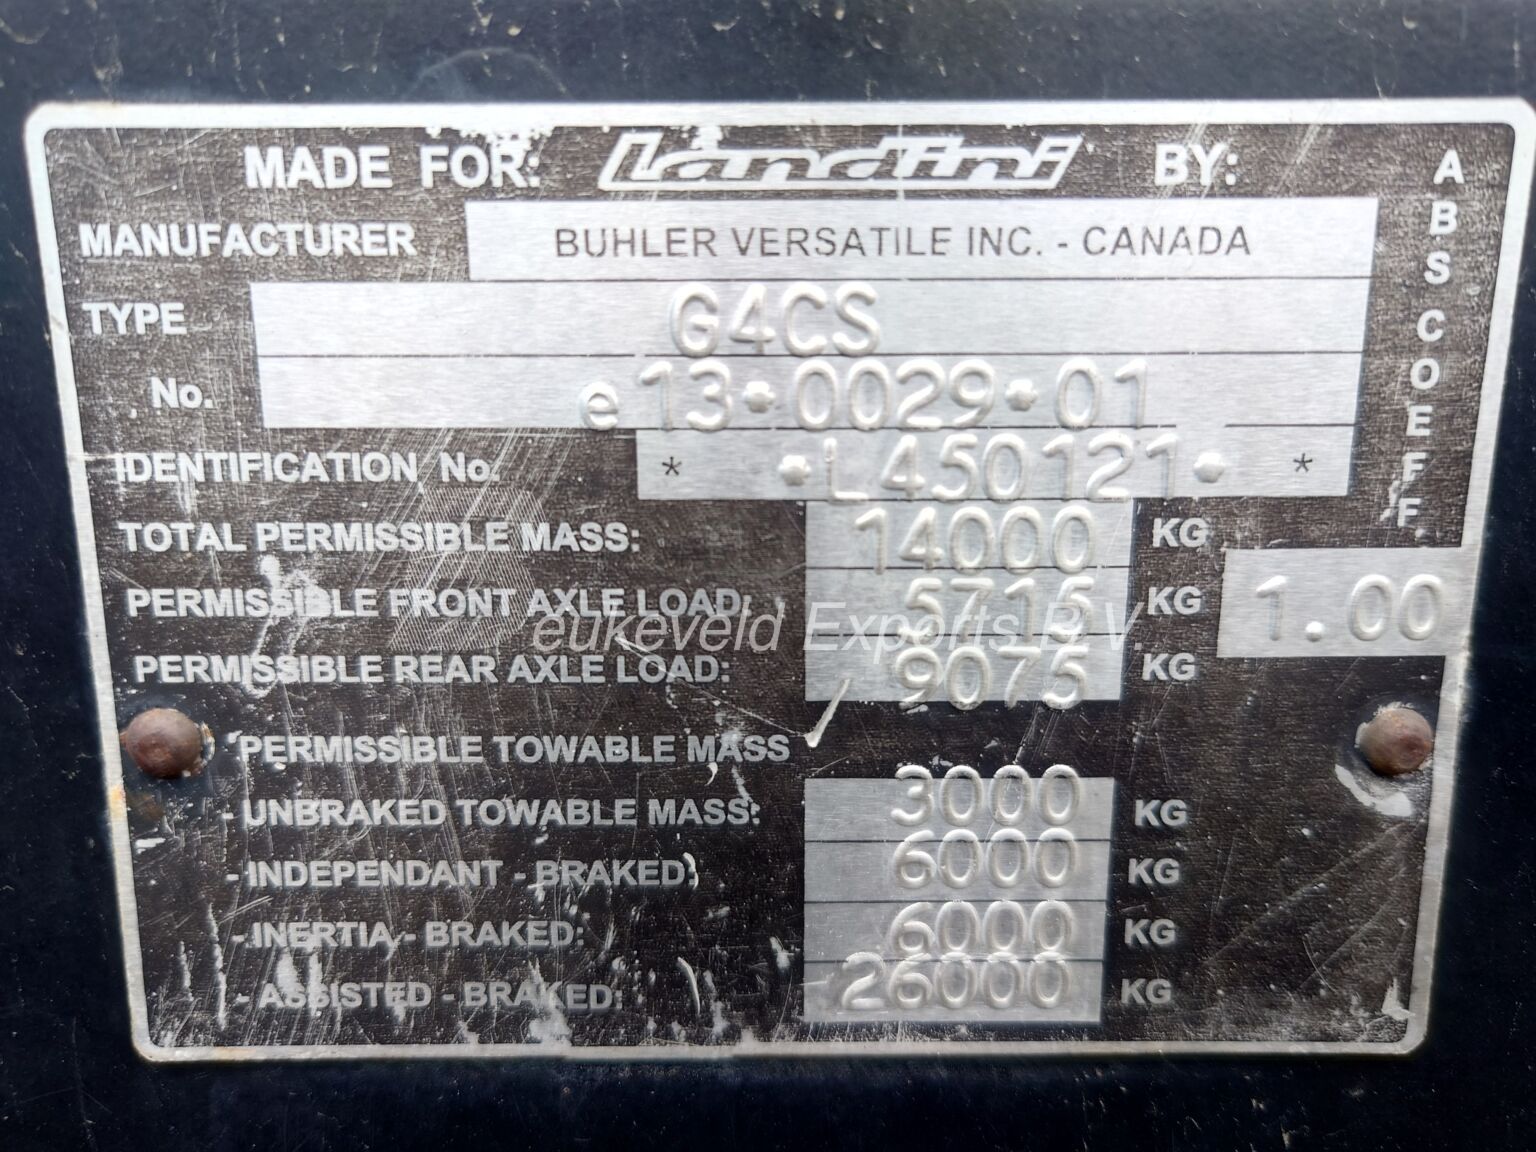 MADE FOR: Landini BY:
MANUFACTURER BUHLER VERSATILE INC. - CANADA
TYPE G4CS
No. e13*0029*01
IDENTIFICATION No. * *L450121* *
TOTAL PERMISSIBLE MASS: 14000 KG
PERMISSIBLE FRONT AXLE LOAD: 5715 KG
PERMISSIBLE REAR AXLE LOAD: 9075 KG
PERMISSIBLE TOWABLE MASS
- UNBRAKED TOWABLE MASS: 3000 KG
- INDEPENDANT - BRAKED: 6000 KG
- INERTIA - BRAKED: 6000 KG
- ASSISTED - BRAKED: 26000 KG
ABS COEFF.
1.00
eukeveld Exports B.V.